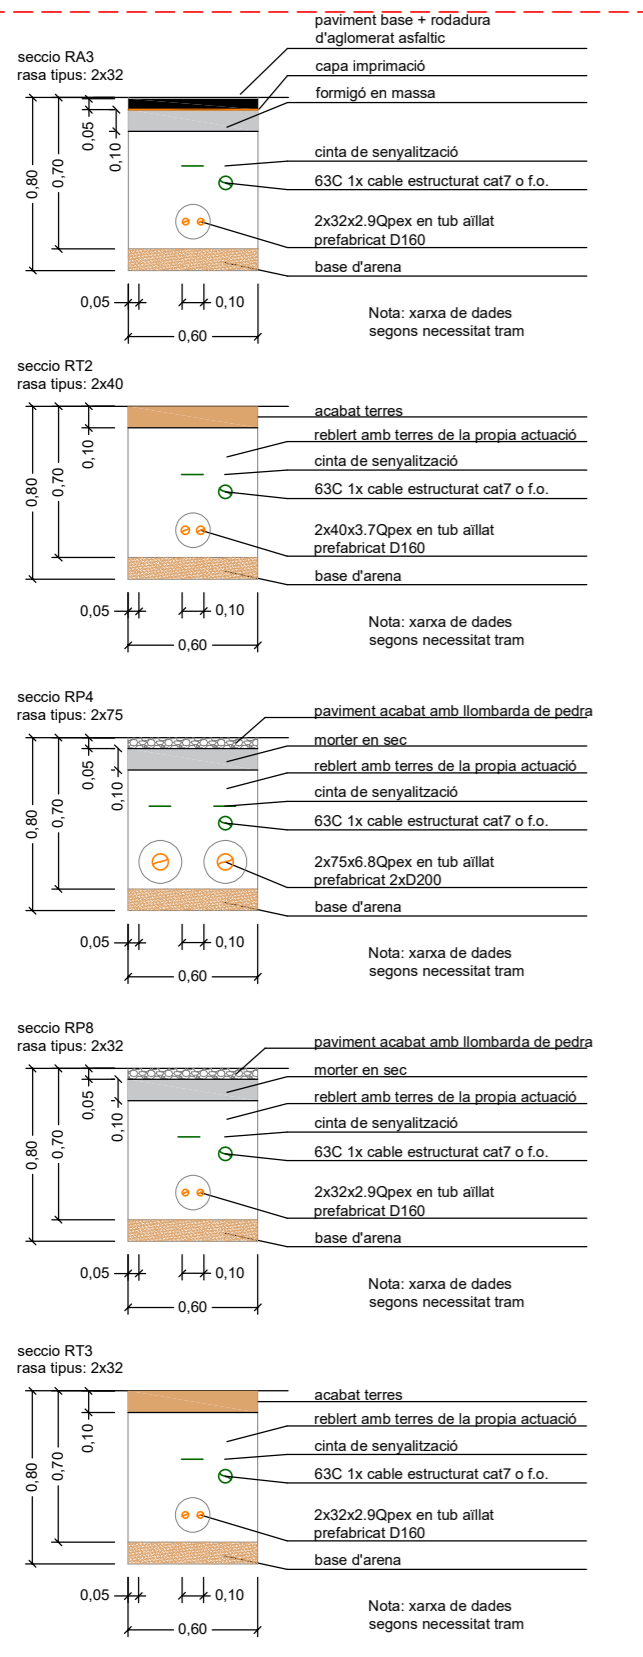 paviment base + rodadura
d'aglomerat asfaltic
seccio RA3
rasa tipus: 2x32
capa imprimació
formigó en massa
0,05
0,10
0,70
0,80
cinta de senyalització
63C 1x cable estructurat cat7 o f.o.
2x32x2.9Qpex en tub aïllat
prefabricat D160
base d'arena
0,05
0,10
0,60
Nota: xarxa de dades
segons necessitat tram
seccio RT2
rasa tipus: 2x40
acabat terres
reblert amb terres de la propia actuació
0,10
0,70
0,80
cinta de senyalització
63C 1x cable estructurat cat7 o f.o.
2x40x3.7Qpex en tub aïllat
prefabricat D160
base d'arena
0,05
0,10
0,60
Nota: xarxa de dades
segons necessitat tram
seccio RP4
rasa tipus: 2x75
paviment acabat amb llombarda de pedra
morter en sec
reblert amb terres de la propia actuació
0,05
0,10
0,70
0,80
cinta de senyalització
63C 1x cable estructurat cat7 o f.o.
2x75x6.8Qpex en tub aïllat
prefabricat 2xD200
base d'arena
0,05
0,10
0,60
Nota: xarxa de dades
segons necessitat tram
seccio RP8
rasa tipus: 2x32
paviment acabat amb llombarda de pedra
morter en sec
reblert amb terres de la propia actuació
0,05
0,10
0,70
0,80
cinta de senyalització
63C 1x cable estructurat cat7 o f.o.
2x32x2.9Qpex en tub aïllat
prefabricat D160
base d'arena
0,05
0,10
0,60
Nota: xarxa de dades
segons necessitat tram
seccio RT3
rasa tipus: 2x32
acabat terres
reblert amb terres de la propia actuació
0,10
0,70
0,80
cinta de senyalització
63C 1x cable estructurat cat7 o f.o.
2x32x2.9Qpex en tub aïllat
prefabricat D160
base d'arena
0,05
0,10
0,60
Nota: xarxa de dades
segons necessitat tram